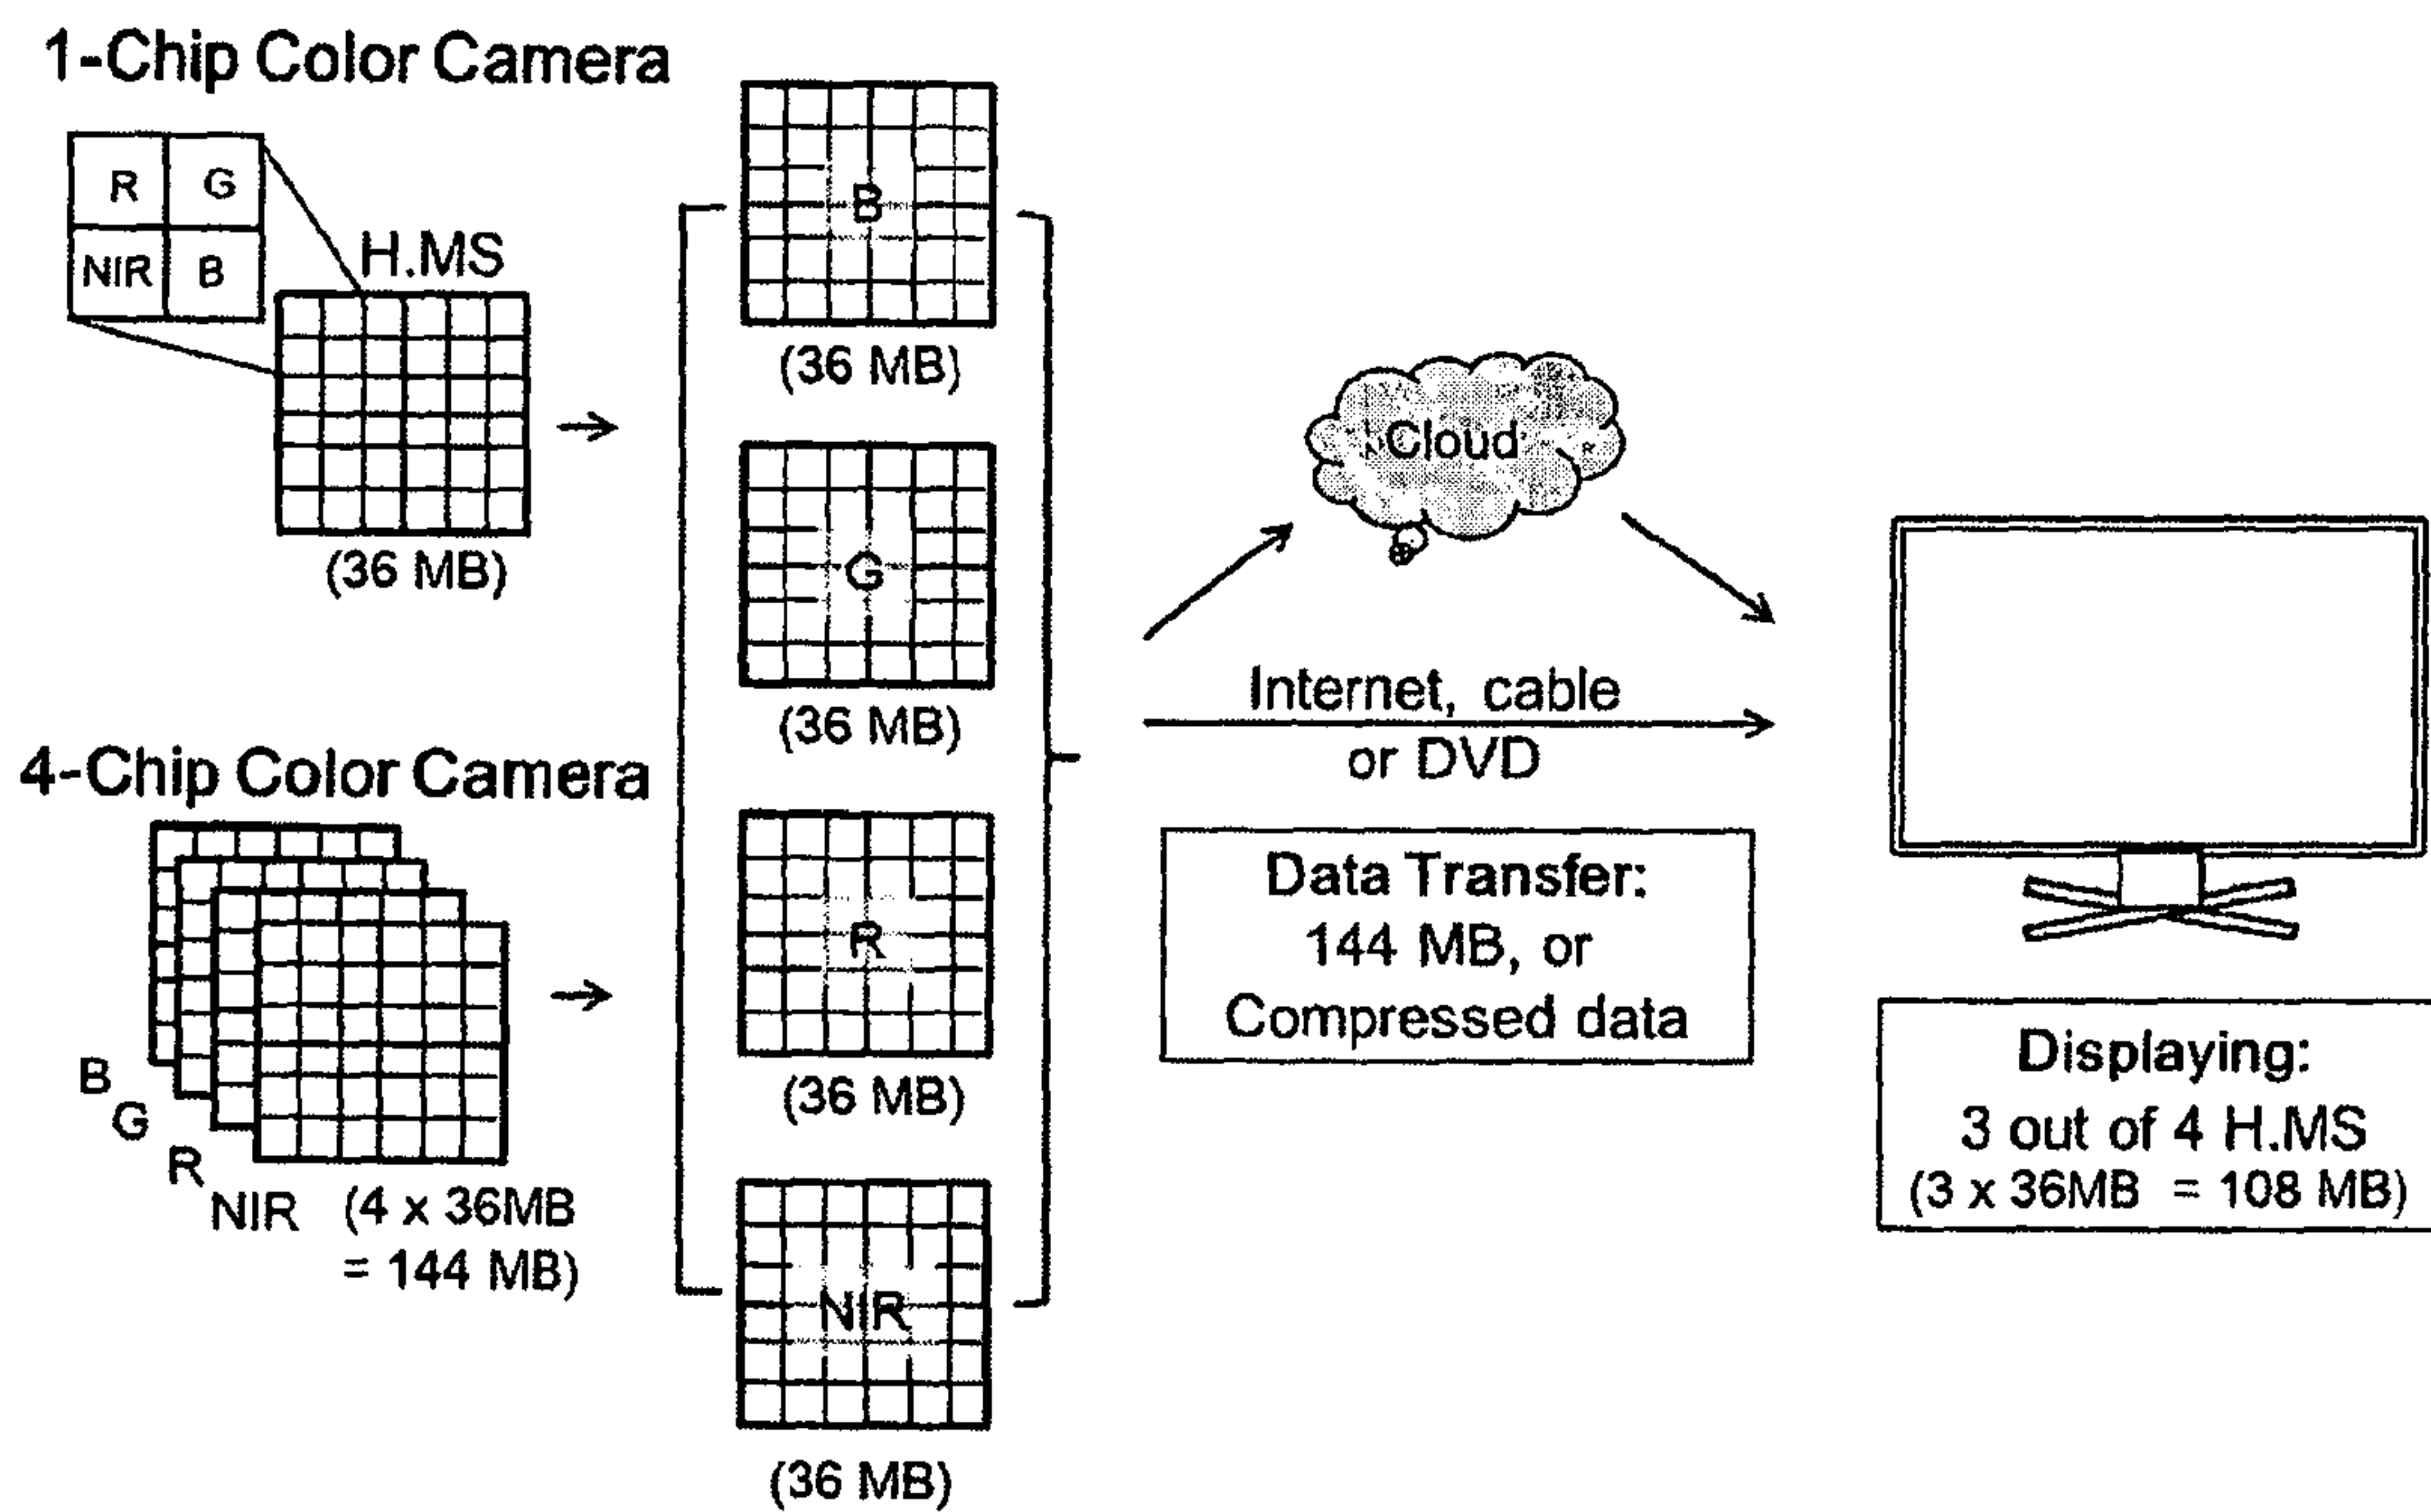 1-Chip Color Camera
R G
NIR B
H.MS
(36 MB)
4-Chip Color Camera
B
G
R
NIR (4 x 36MB
= 144 MB)
B
(36 MB)
G
(36 MB)
R
(36 MB)
NIR
(36 MB)
Cloud
Internet, cable
or DVD
Data Transfer:
144 MB, or
Compressed data
Displaying:
3 out of 4 H.MS
(3 x 36MB = 108 MB)